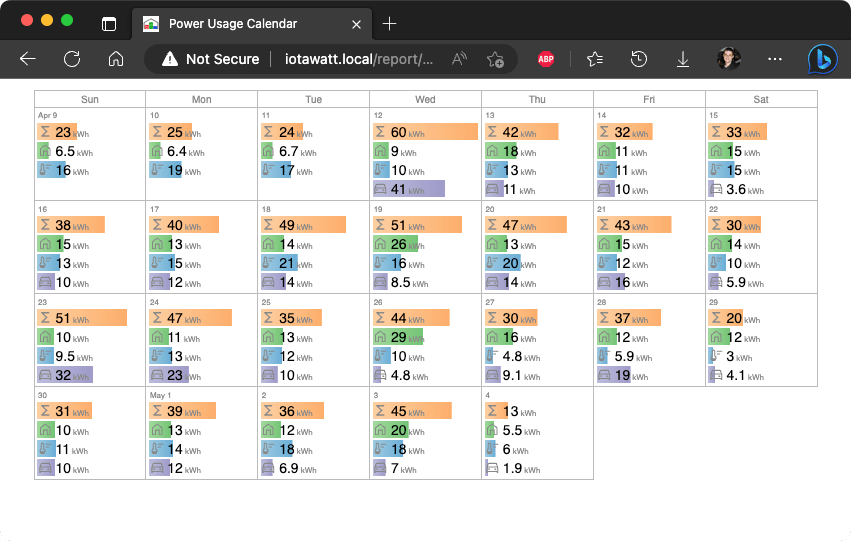 Power Usage Calendar
Not Secure iotawatt.local/report/...
ABP
Sun Mon Tue Wed Thu Fri Sat
Apr 9 10 11 12 13 14 15
Σ 23 kWh Σ 25 kWh Σ 24 kWh Σ 60 kWh Σ 42 kWh Σ 32 kWh Σ 33 kWh
6.5 kWh 6.4 kWh 6.7 kWh 9 kWh 18 kWh 11 kWh 15 kWh
16 kWh 19 kWh 17 kWh 10 kWh 13 kWh 11 kWh 15 kWh
41 kWh 11 kWh 10 kWh 3.6 kWh
16 17 18 19 20 21 22
Σ 38 kWh Σ 40 kWh Σ 49 kWh Σ 51 kWh Σ 47 kWh Σ 43 kWh Σ 30 kWh
15 kWh 13 kWh 14 kWh 26 kWh 13 kWh 15 kWh 14 kWh
13 kWh 15 kWh 21 kWh 16 kWh 20 kWh 12 kWh 10 kWh
10 kWh 12 kWh 14 kWh 8.5 kWh 14 kWh 16 kWh 5.9 kWh
23 24 25 26 27 28 29
Σ 51 kWh Σ 47 kWh Σ 35 kWh Σ 44 kWh Σ 30 kWh Σ 37 kWh Σ 20 kWh
10 kWh 11 kWh 13 kWh 29 kWh 16 kWh 12 kWh 12 kWh
9.5 kWh 13 kWh 12 kWh 10 kWh 4.8 kWh 5.9 kWh 3 kWh
32 kWh 23 kWh 10 kWh 4.8 kWh 9.1 kWh 19 kWh 4.1 kWh
30 May 1 2 3 4
Σ 31 kWh Σ 39 kWh Σ 36 kWh Σ 45 kWh Σ 13 kWh
10 kWh 13 kWh 12 kWh 20 kWh 5.5 kWh
11 kWh 14 kWh 18 kWh 18 kWh 6 kWh
10 kWh 12 kWh 6.9 kWh 7 kWh 1.9 kWh